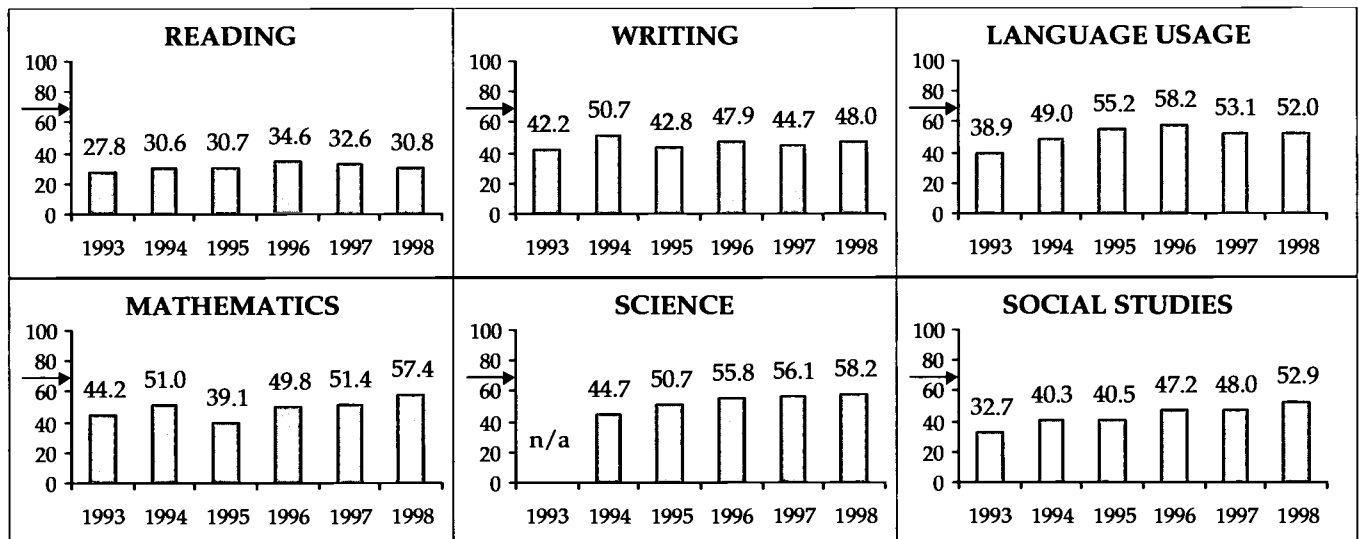 READING
100
80
60
40
20
0
27.8 30.6 30.7 34.6 32.6 30.8
1993 1994 1995 1996 1997 1998
WRITING
100
80
60
40
20
0
42.2 50.7 42.8 47.9 44.7 48.0
1993 1994 1995 1996 1997 1998
LANGUAGE USAGE
100
80
60
40
20
0
38.9 49.0 55.2 58.2 53.1 52.0
1993 1994 1995 1996 1997 1998
MATHEMATICS
100
80
60
40
20
0
44.2 51.0 39.1 49.8 51.4 57.4
1993 1994 1995 1996 1997 1998
SCIENCE
100
80
60
40
20
0
n/a 44.7 50.7 55.8 56.1 58.2
1993 1994 1995 1996 1997 1998
SOCIAL STUDIES
100
80
60
40
20
0
32.7 40.3 40.5 47.2 48.0 52.9
1993 1994 1995 1996 1997 1998